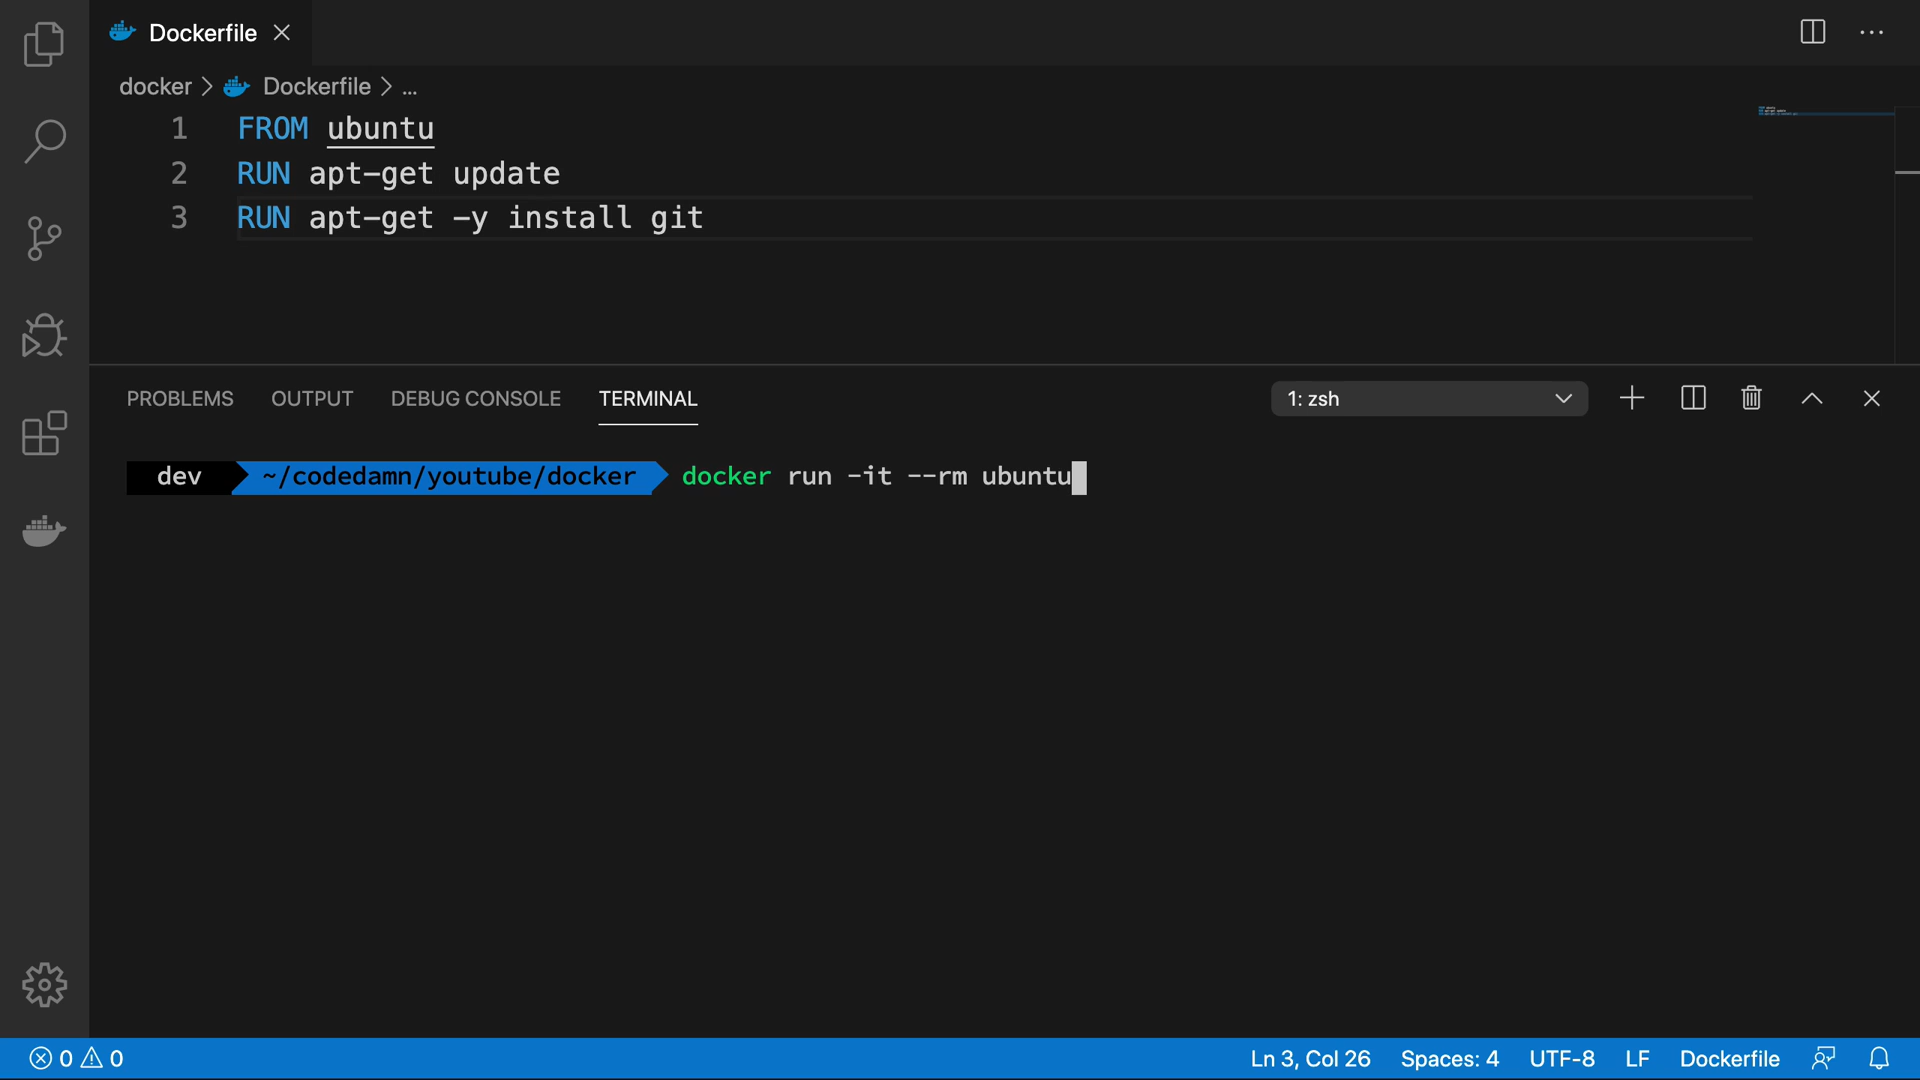 Dockerfile
docker > Dockerfile > ...
1 FROM ubuntu
2 RUN apt-get update
3 RUN apt-get -y install git
PROBLEMS OUTPUT DEBUG CONSOLE TERMINAL 1: zsh
dev ~/codedamn/youtube/docker docker run -it --rm ubuntu
0 0 Ln 3, Col 26 Spaces: 4 UTF-8 LF Dockerfile